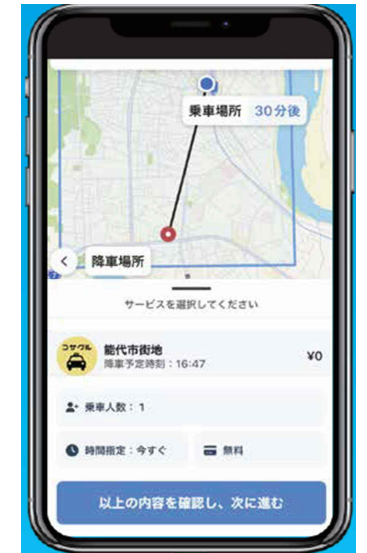 乗車場所 30分後
降車場所
サービスを選択してください
コサクル
能代市街地
¥0
降車予定時刻：16:47
乗車人数：1
時間指定：今すぐ
無料
以上の内容を確認し、次に進む